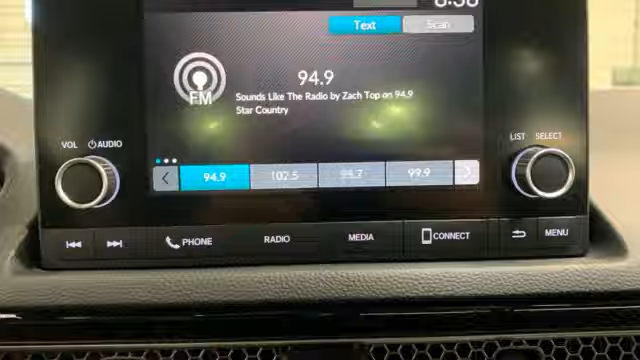 Text Scan
94.9
FM
Sounds Like The Radio by Zach Top on 94.9
Star Country
VOL AUDIO
LIST SELECT
94.9 102.5 99.9
PHONE RADIO MEDIA CONNECT MENU